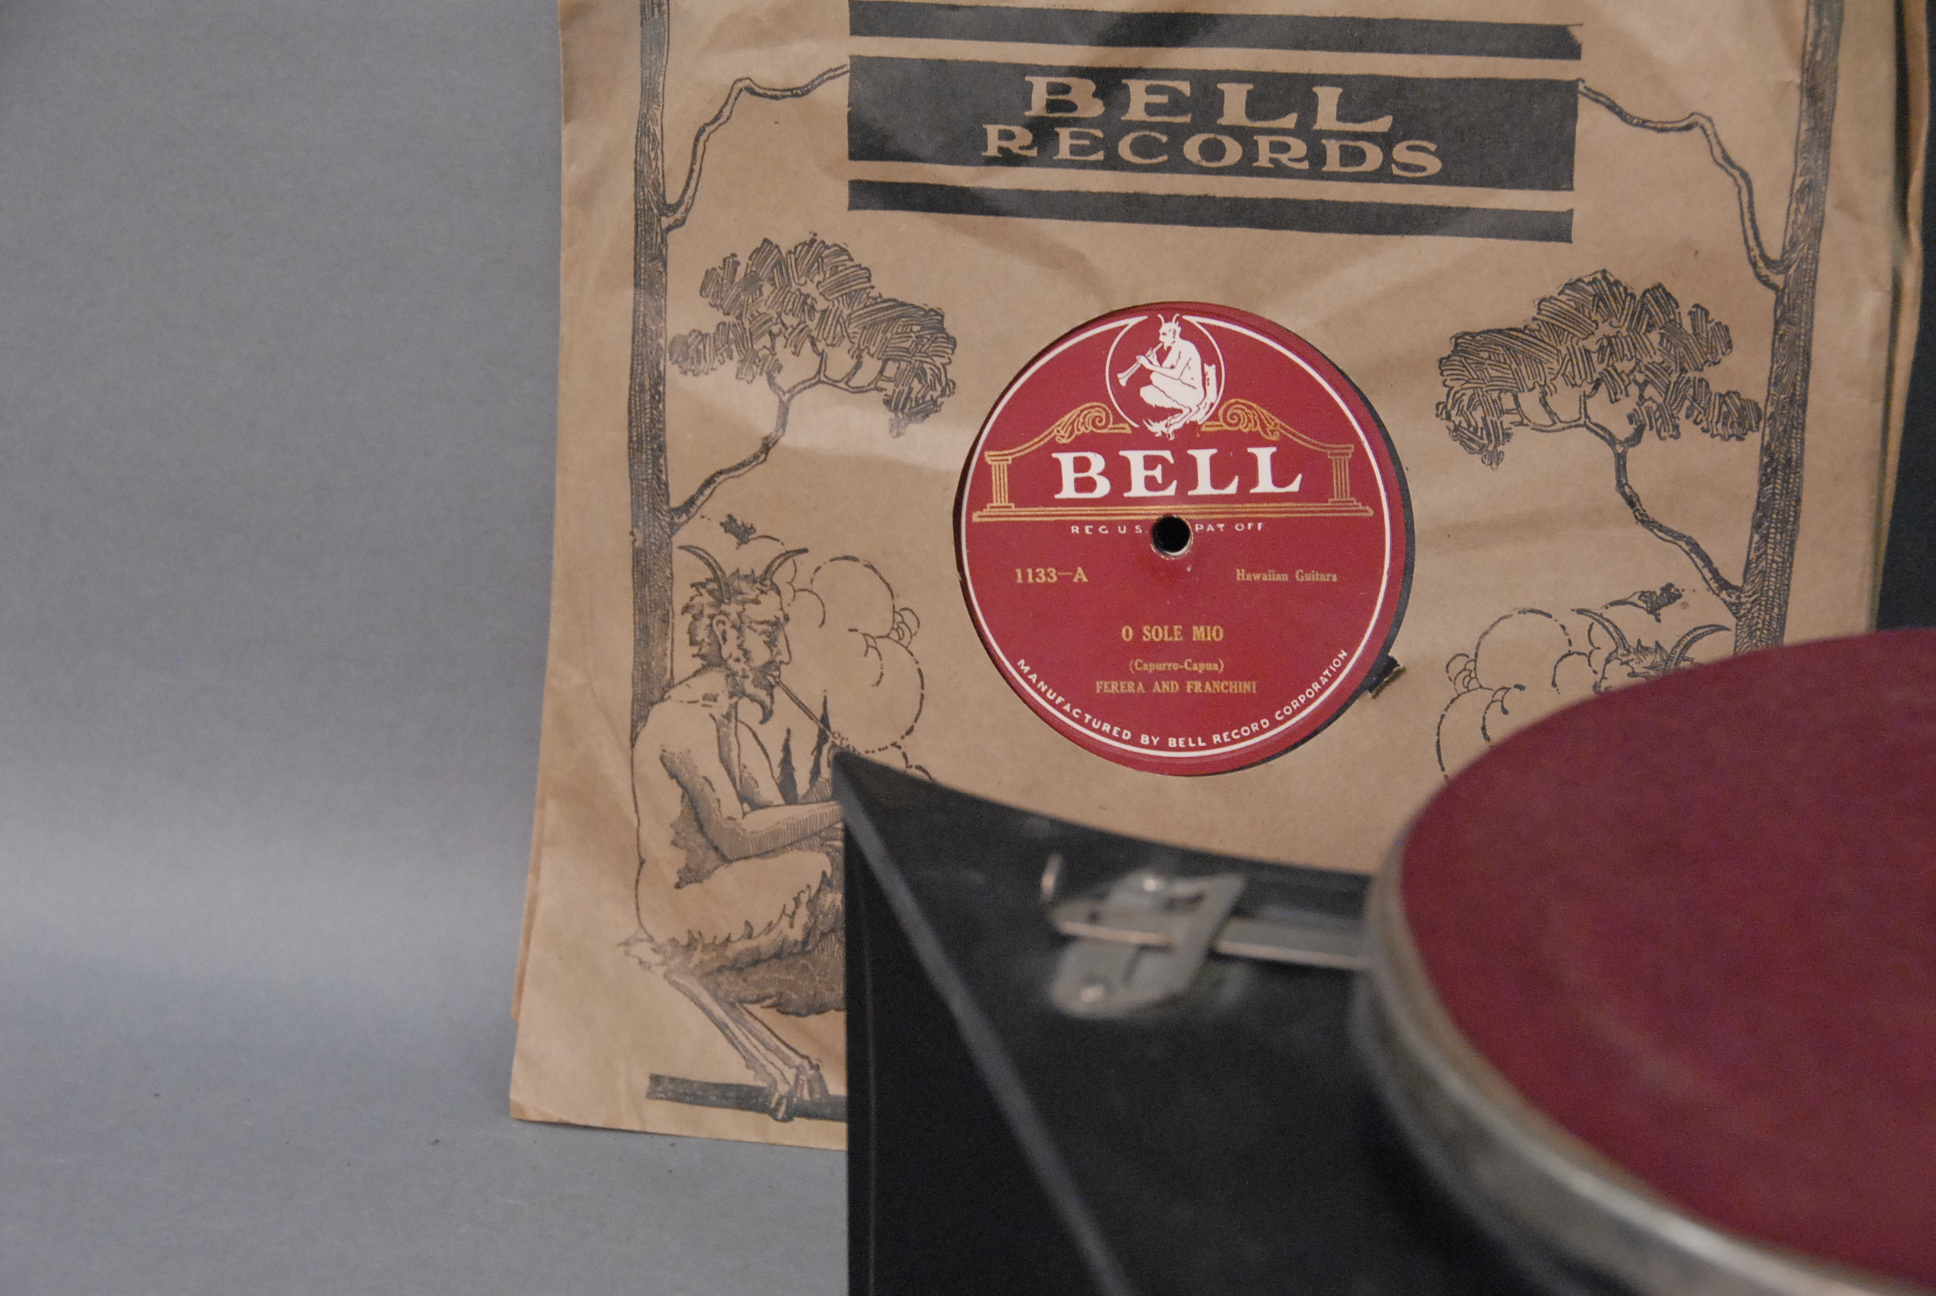 BELL
RECORDS
BELL
REG U.S. PAT OFF
1133-A
Hawaiian Guitars
O SOLE MIO
(Capurro-Capua)
FERERA AND FRANCHINI
MANUFACTURED BY BELL RECORD CORPORATION